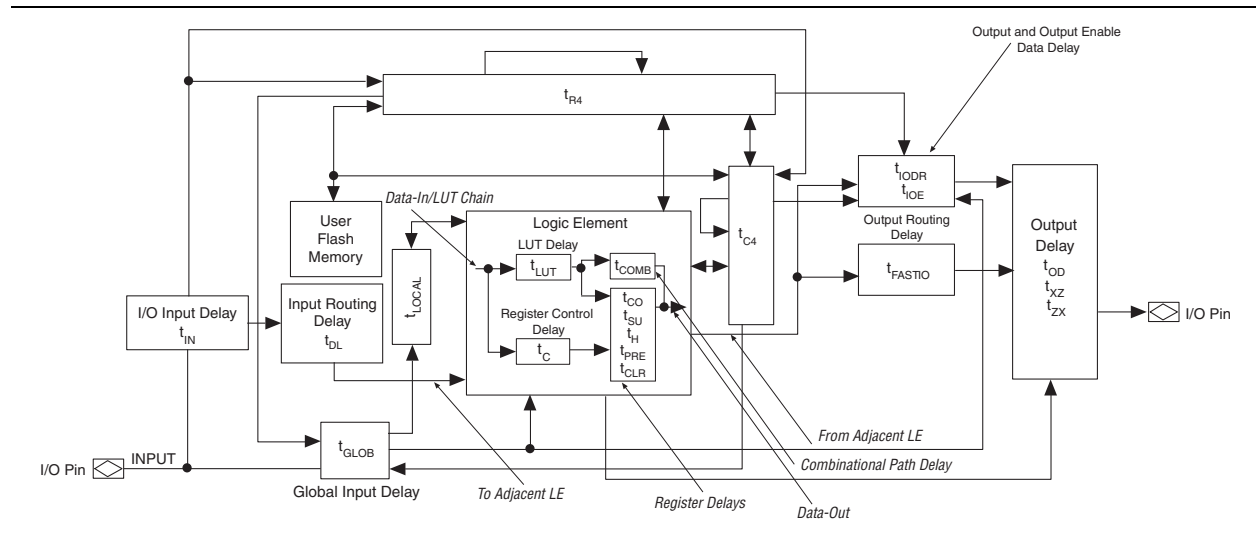 Output and Output Enable
Data Delay
tR4
tIODR
tIOE
Data-In/LUT Chain
User
Flash
Memory
Logic Element
LUT Delay
tLUT
tCOMB
tC4
Output Routing
Delay
tFASTIO
Output
Delay
tOD
tXZ
tZX
I/O Pin
I/O Input Delay
tIN
Input Routing
Delay
tDL
tLOCAL
Register Control
Delay
tC
tCO
tSU
tH
tPRE
tCLR
From Adjacent LE
I/O Pin
INPUT
tGLOB
Global Input Delay
To Adjacent LE
Register Delays
Combinational Path Delay
Data-Out